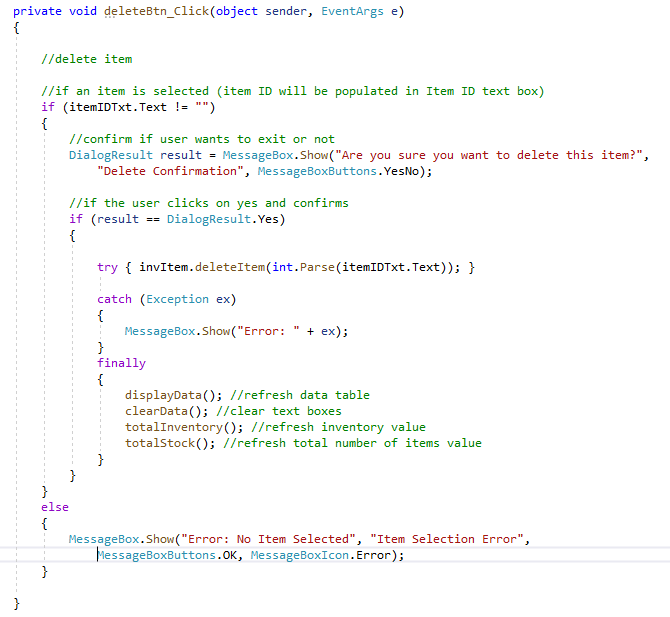 private void deleteBtn_Click(object sender, EventArgs e)
{
//delete item
//if an item is selected (item ID will be populated in Item ID text box)
if (itemIDTxt.Text != "")
{
//confirm if user wants to exit or not
DialogResult result = MessageBox.Show("Are you sure you want to delete this item?",
"Delete Confirmation", MessageBoxButtons.YesNo);
//if the user clicks on yes and confirms
if (result == DialogResult.Yes)
{
try { invItem.deleteItem(int.Parse(itemIDTxt.Text)); }
catch (Exception ex)
{
MessageBox.Show("Error: " + ex);
}
finally
{
displayData(); //refresh data table
clearData(); //clear text boxes
totalInventory(); //refresh inventory value
totalStock(); //refresh total number of items value
}
}
}
else
{
MessageBox.Show("Error: No Item Selected", "Item Selection Error",
MessageBoxButtons.OK, MessageBoxIcon.Error);
}
}